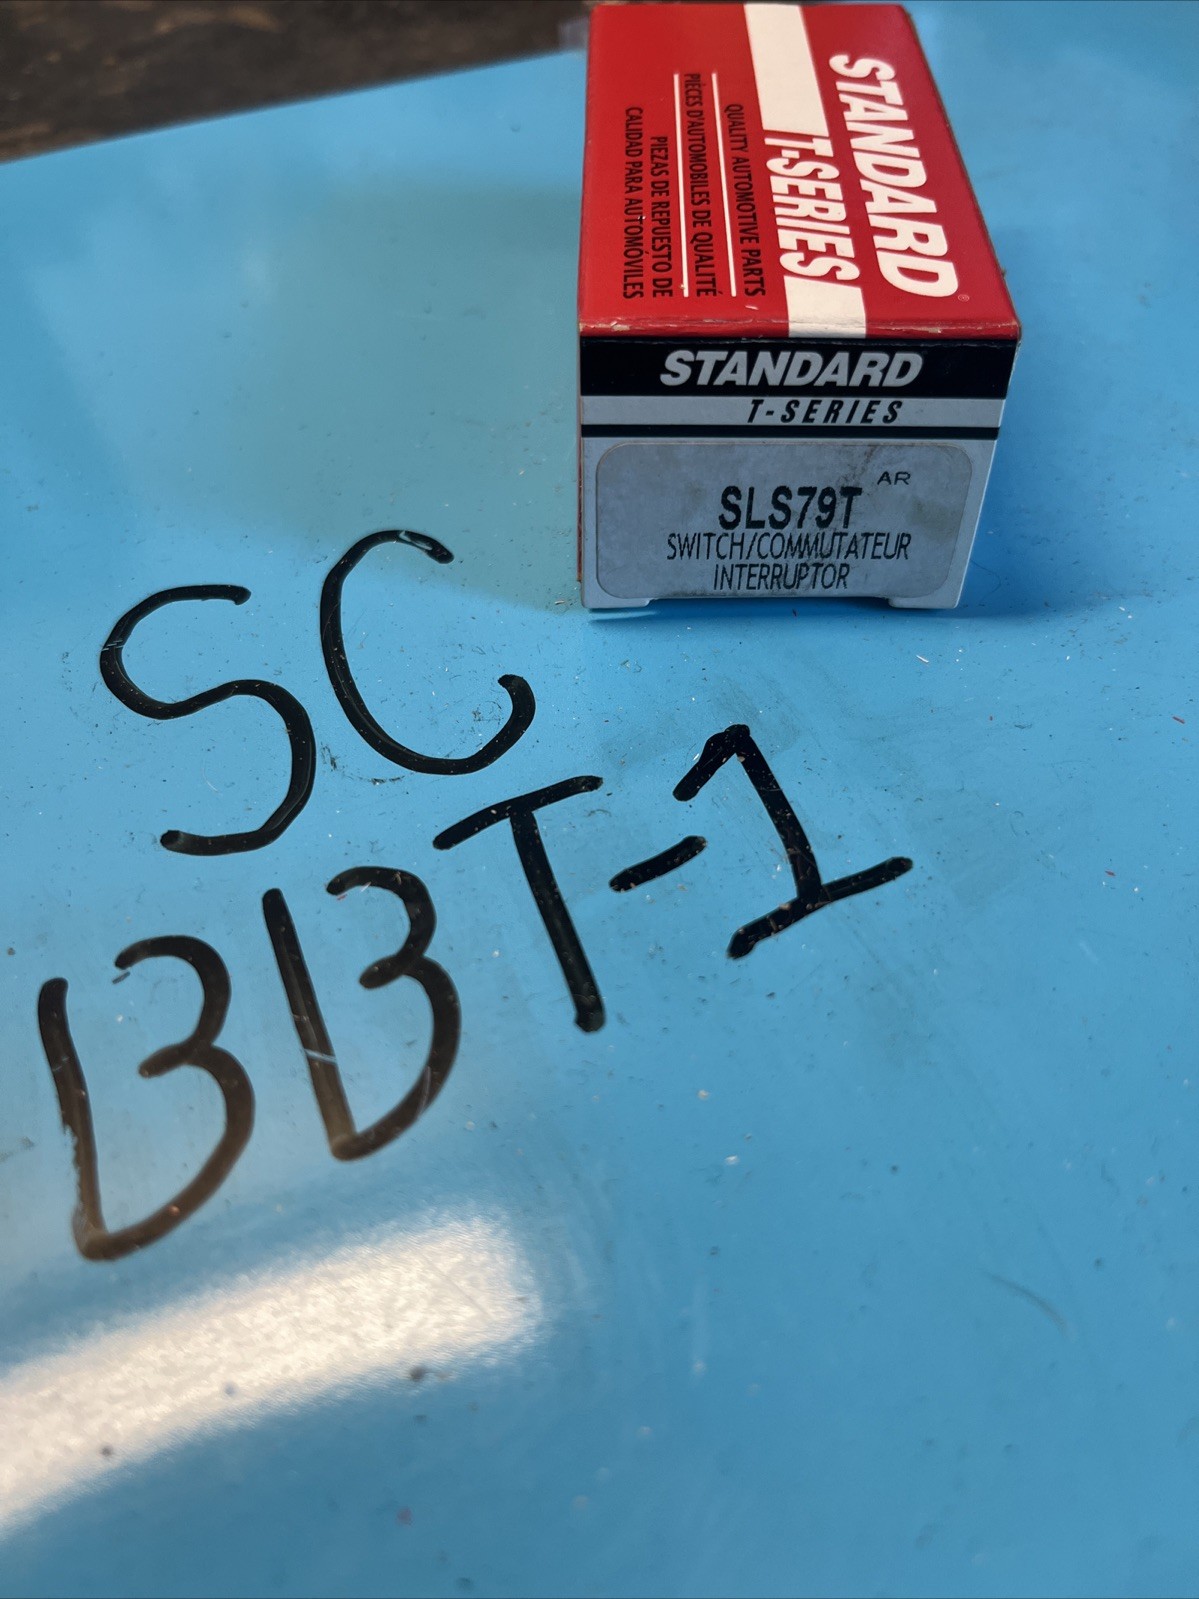 STANDARD®
T-SERIES
QUALITY AUTOMOTIVE PARTS
PIÈCES D'AUTOMOBILES DE QUALITÉ
PIEZAS DE REPUESTO DE
CALIDAD PARA AUTOMÓVILES
STANDARD
T-SERIES
AR
SLS79T
SWITCH/COMMUTATEUR
INTERRUPTOR
SC
BBT-1